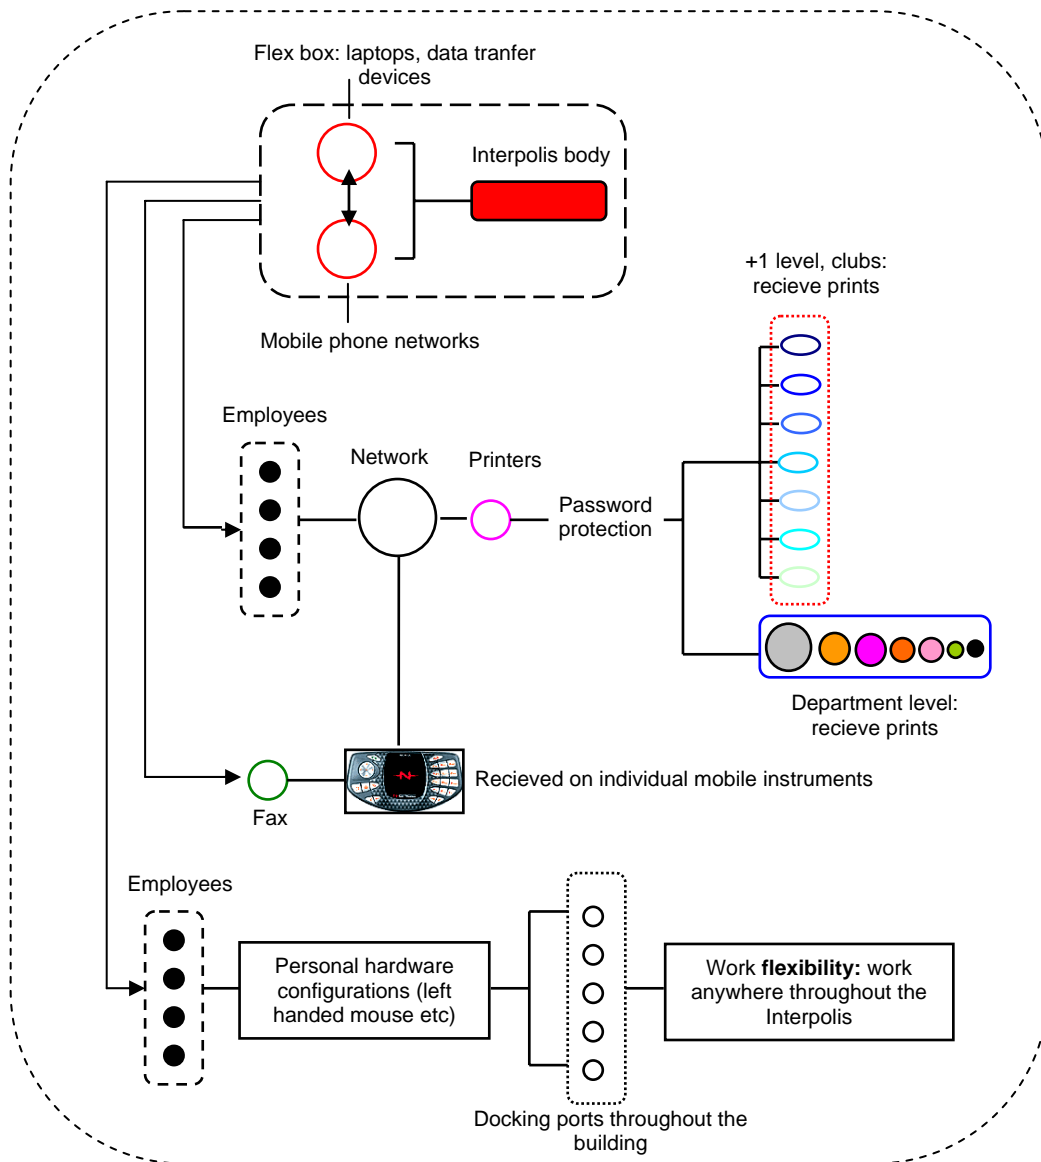 Flex box: laptops, data tranfer
devices
Interpolis body
Mobile phone networks
+1 level, clubs:
recieve prints
Employees
Network
Printers
Password
protection
Department level:
recieve prints
Recieved on individual mobile instruments
Fax
Employees
Personal hardware
configurations (left
handed mouse etc)
Work flexibility: work
anywhere throughout the
Interpolis
Docking ports throughout the
building